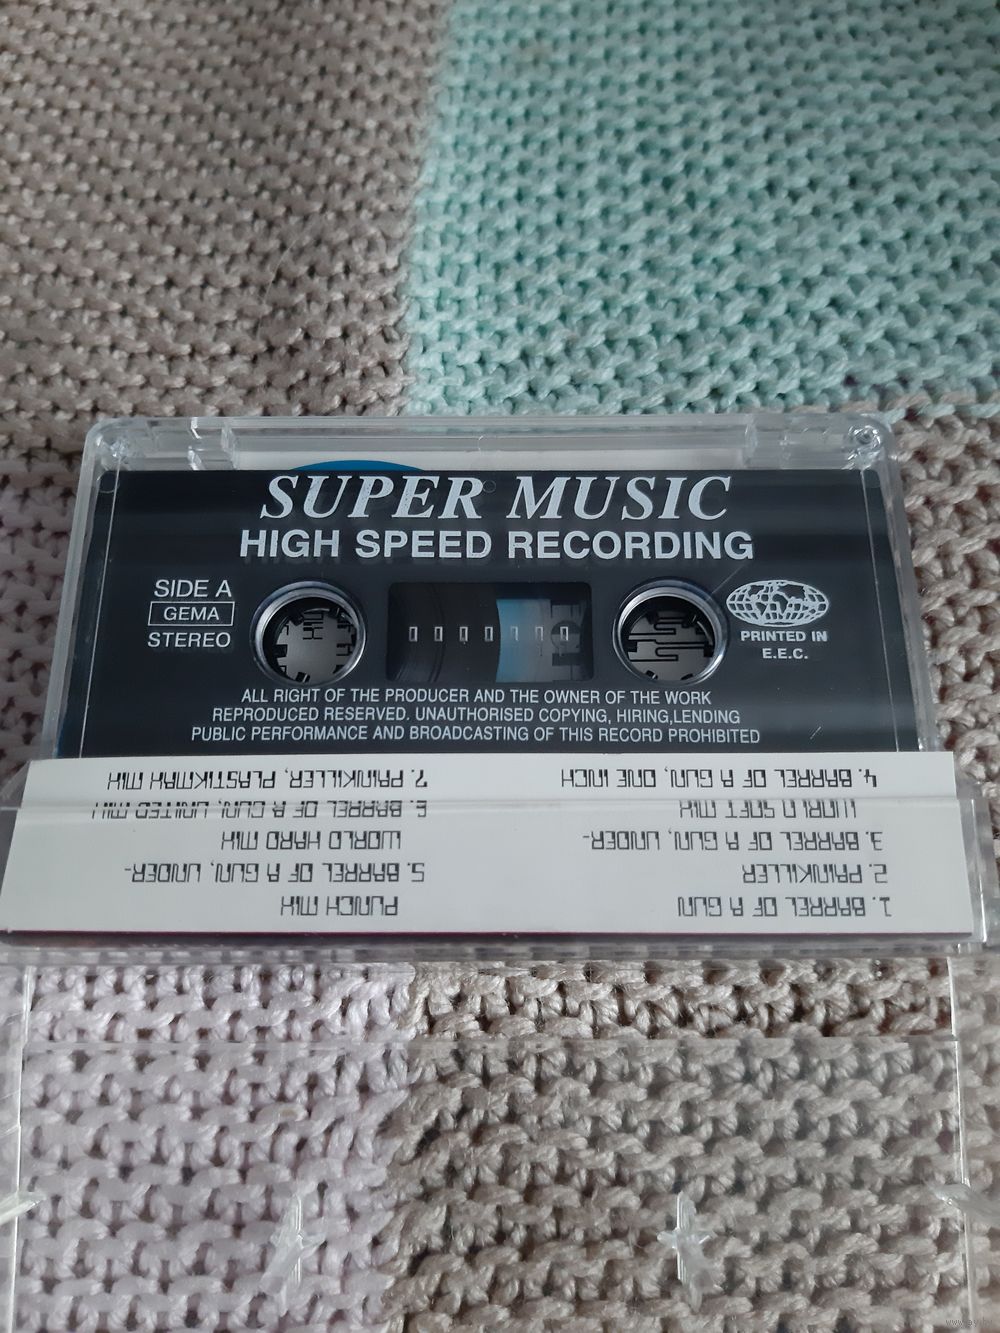 SUPER MUSIC
HIGH SPEED RECORDING
SIDE A
GEMA
STEREO
PRINTED IN
E.E.C.
ALL RIGHT OF THE PRODUCER AND THE OWNER OF THE WORK
REPRODUCED RESERVED. UNAUTHORISED COPYING, HIRING,LENDING
PUBLIC PERFORMANCE AND BROADCASTING OF THIS RECORD PROHIBITED
1. BARREL OF A GUN
2. PAINKILLER
3. BARREL OF A GUN, UNDER-
WORLD SOFT MIX
4. BARREL OF A GUN, ONE INCH
PUNCH MIX
5. BARREL OF A GUN, UNDER-
WORLD HARD MIX
6. BARREL OF A GUN, UNITED MIX
7. PAINKILLER, PLASTIKMAN MIX